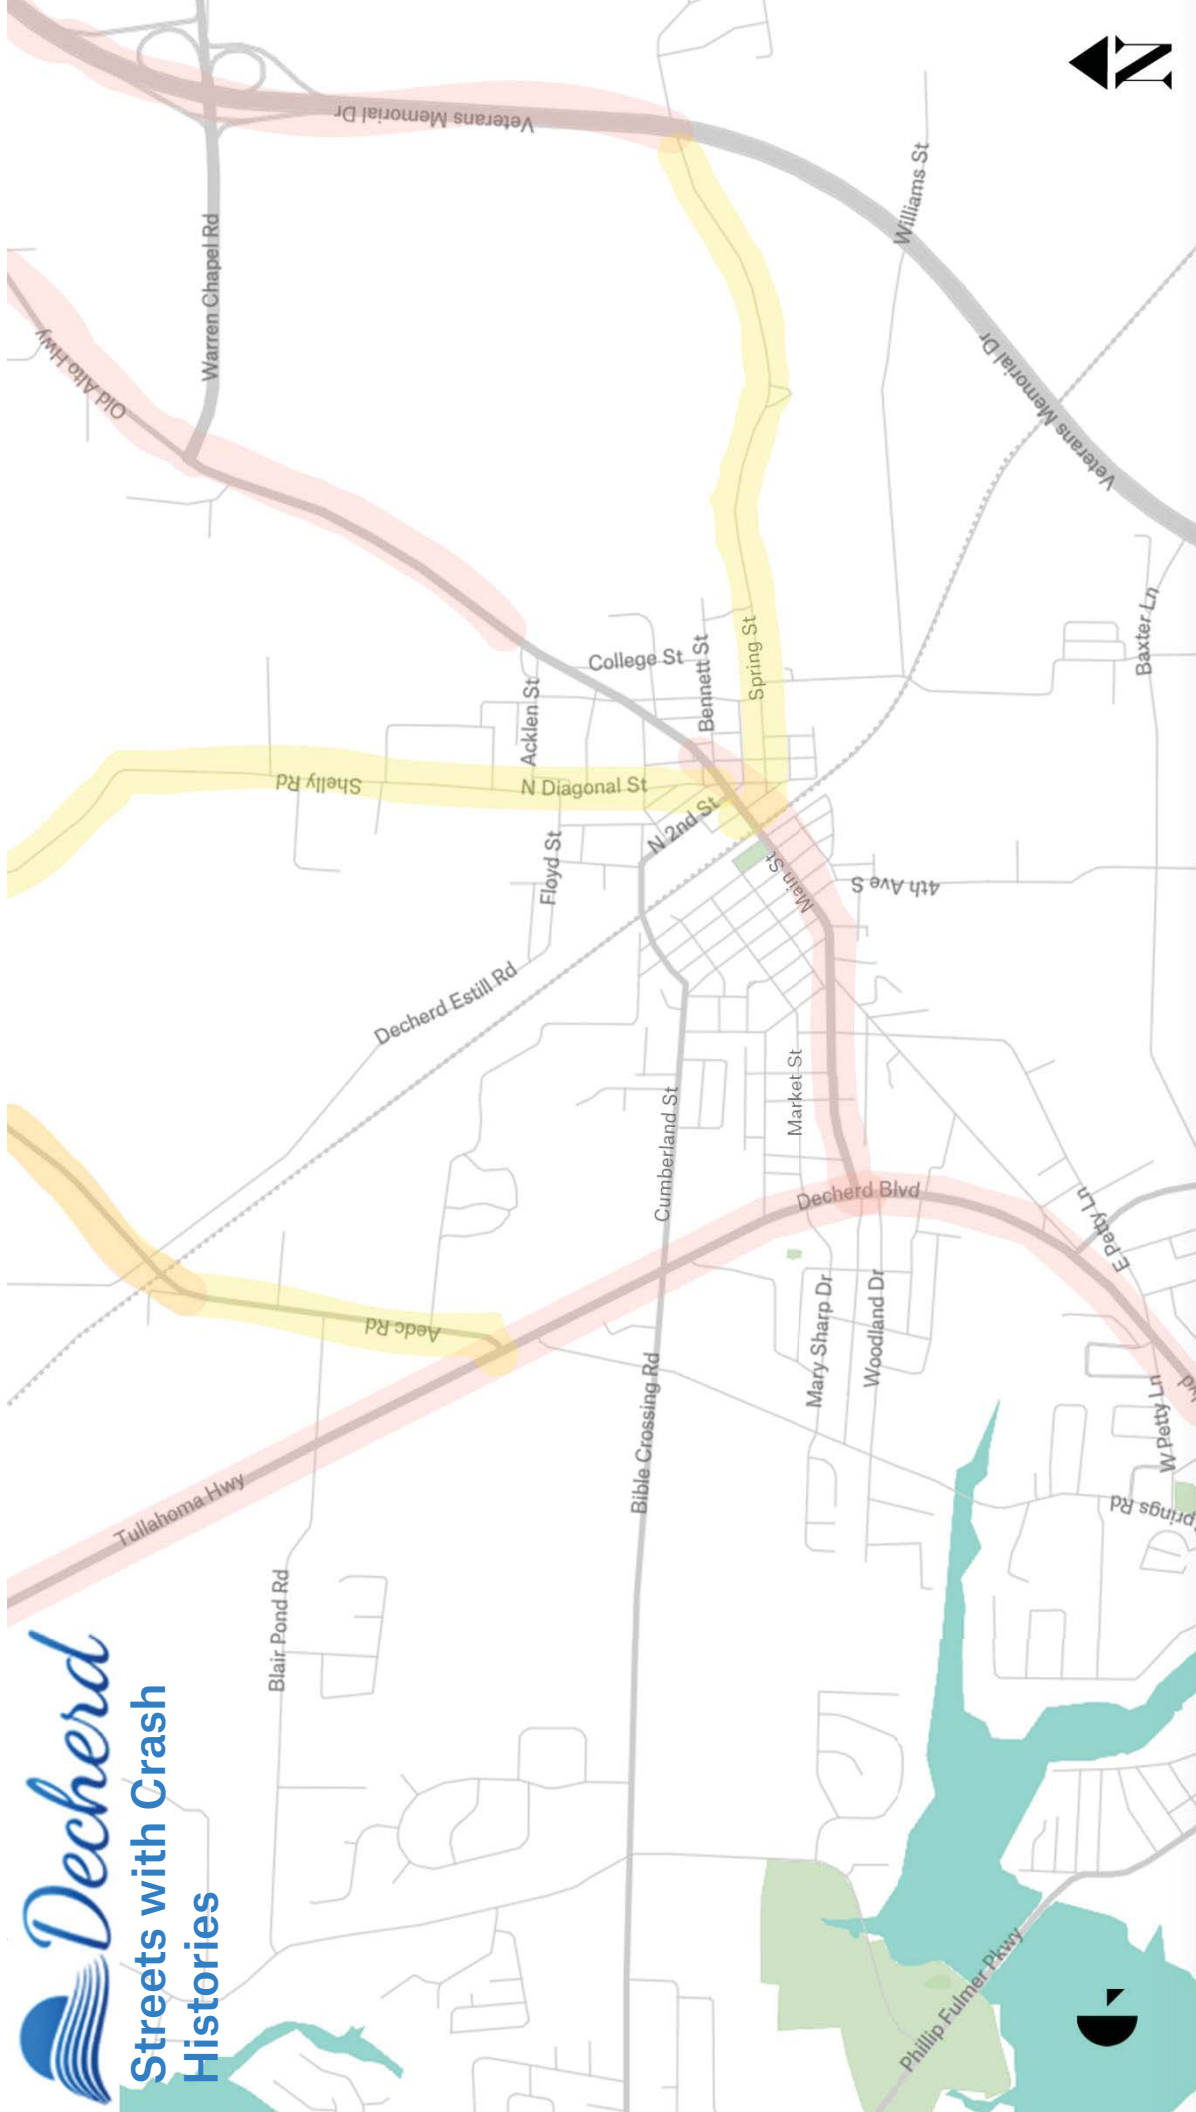 Decherd
Streets with Crash
Histories
N
Tullahoma Hwy
Blair Pond Rd
Aedc Rd
Decherd Estill Rd
Shelly Rd
Old Alto Hwy
Warren Chapel Rd
Veterans Memorial Dr
N Diagonal St
Acklen St
Floyd St
College St
Bennett St
Spring St
N 2nd St
Main St
4th Ave S
Cumberland St
Market St
Decherd Blvd
Bible Crossing Rd
Mary Sharp Dr
Woodland Dr
E Petty Ln
W Petty Ln
Baxter Ln
Williams St
Veterans Memorial Dr
Phillip Fulmer Pkwy